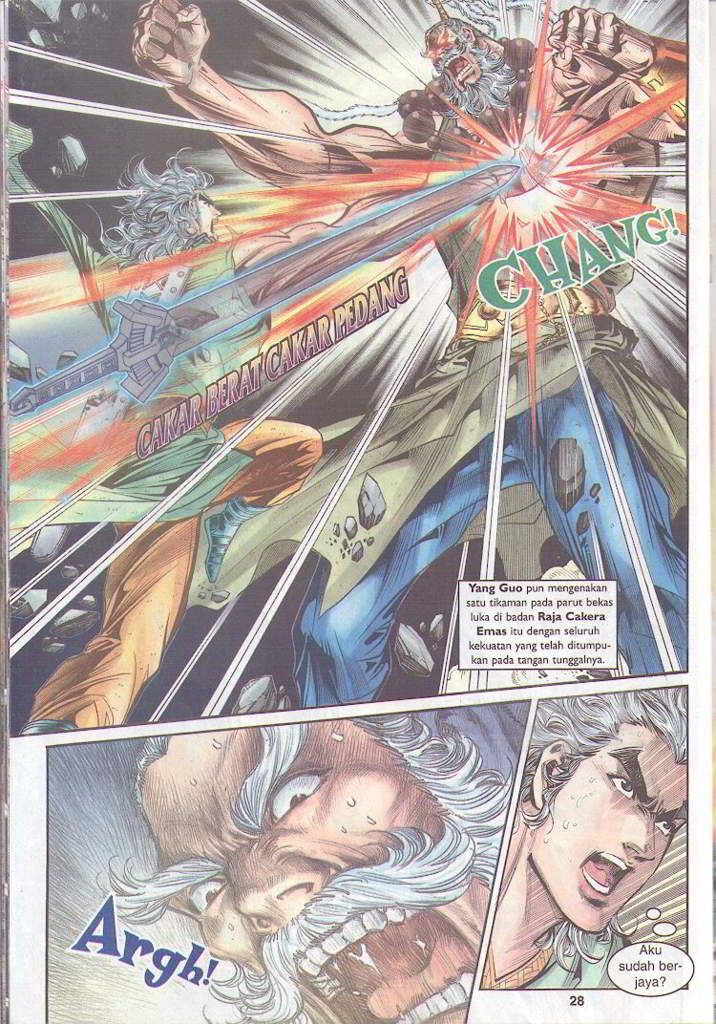 CHANG!
CAKAR BERAT CAKAR PEDANG
Yang Guo pun mengenakan
satu tikaman pada parut bekas
luka di badan Raja Cakera
Emas itu dengan seluruh
kekuatan yang telah ditumpu-
kan pada tangan tunggalnya.
Argh!
Aku
sudah ber-
jaya?
28